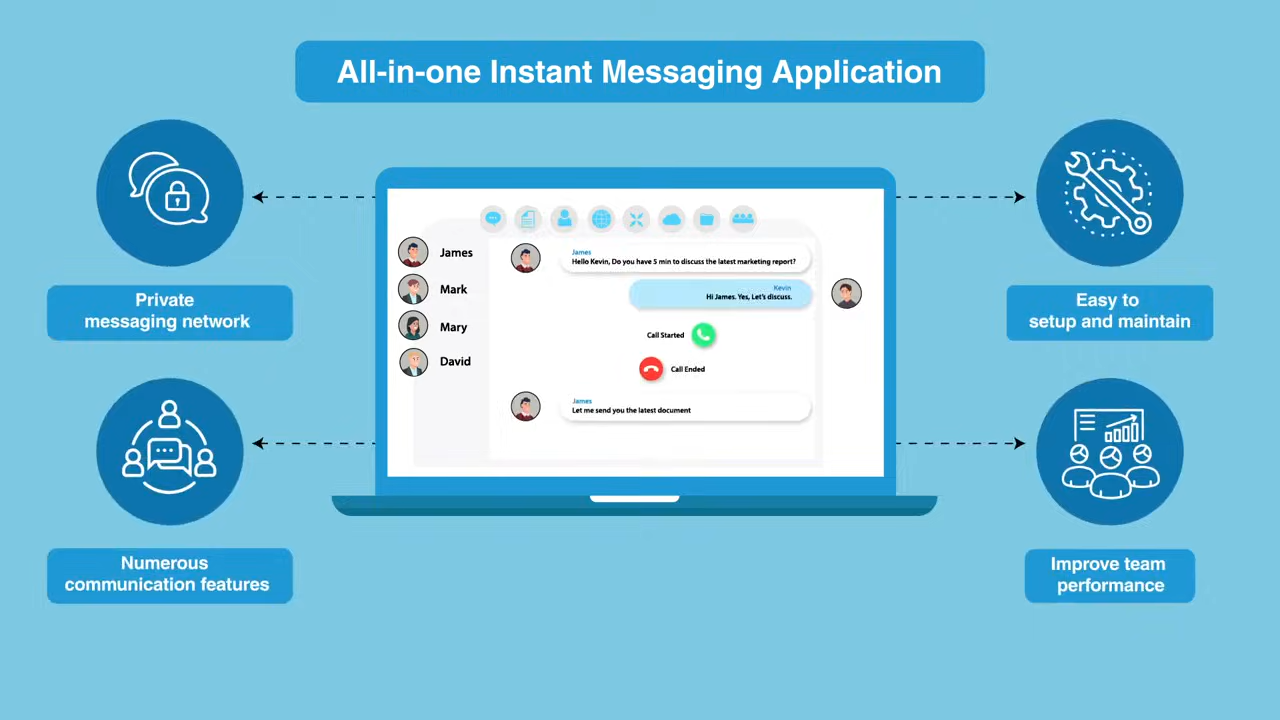 All-in-one Instant Messaging Application
Private
messaging network
Numerous
communication features
James
Mark
Mary
David
James
Hello Kevin, Do you have 5 min to discuss the latest marketing report?
Kevin
Hi James. Yes, Let's discuss.
Call Started
Call Ended
James
Let me send you the latest document
Easy to
setup and maintain
Improve team
performance